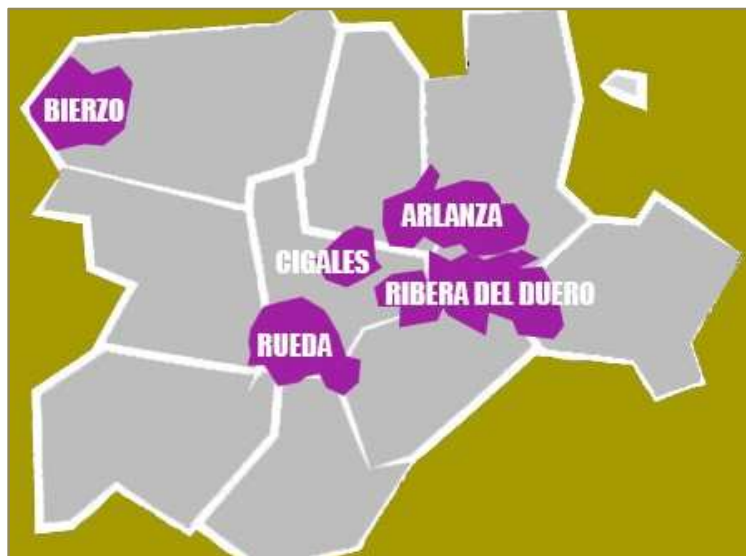 BIERZO
ARLANZA
CIGALES
RIBERA DEL DUERO
RUEDA